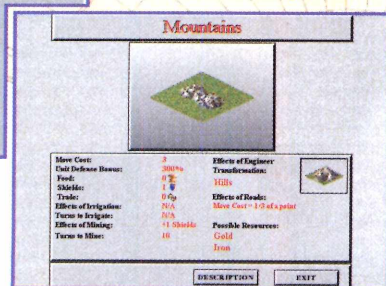 Mountains
Move Cost: 3
Unit Defense Bonus: 300%
Food: 0
Shields: 1
Trade: 0
Effects of Irrigation: N/A
Turns to Irrigate: N/A
Effects of Mining: +1 Shields
Turns to Mine: 10
Effects of Engineer
Transformation:
Hills
Effects of Roads:
Move Cost = 1/3 of a point
Possible Resources:
Gold
Iron
DESCRIPTION EXIT